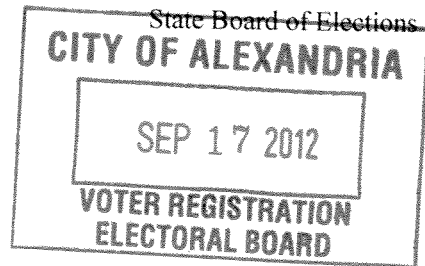 State Board of Elections
CITY OF ALEXANDRIA
SEP 17 2012
VOTER REGISTRATION
ELECTORAL BOARD